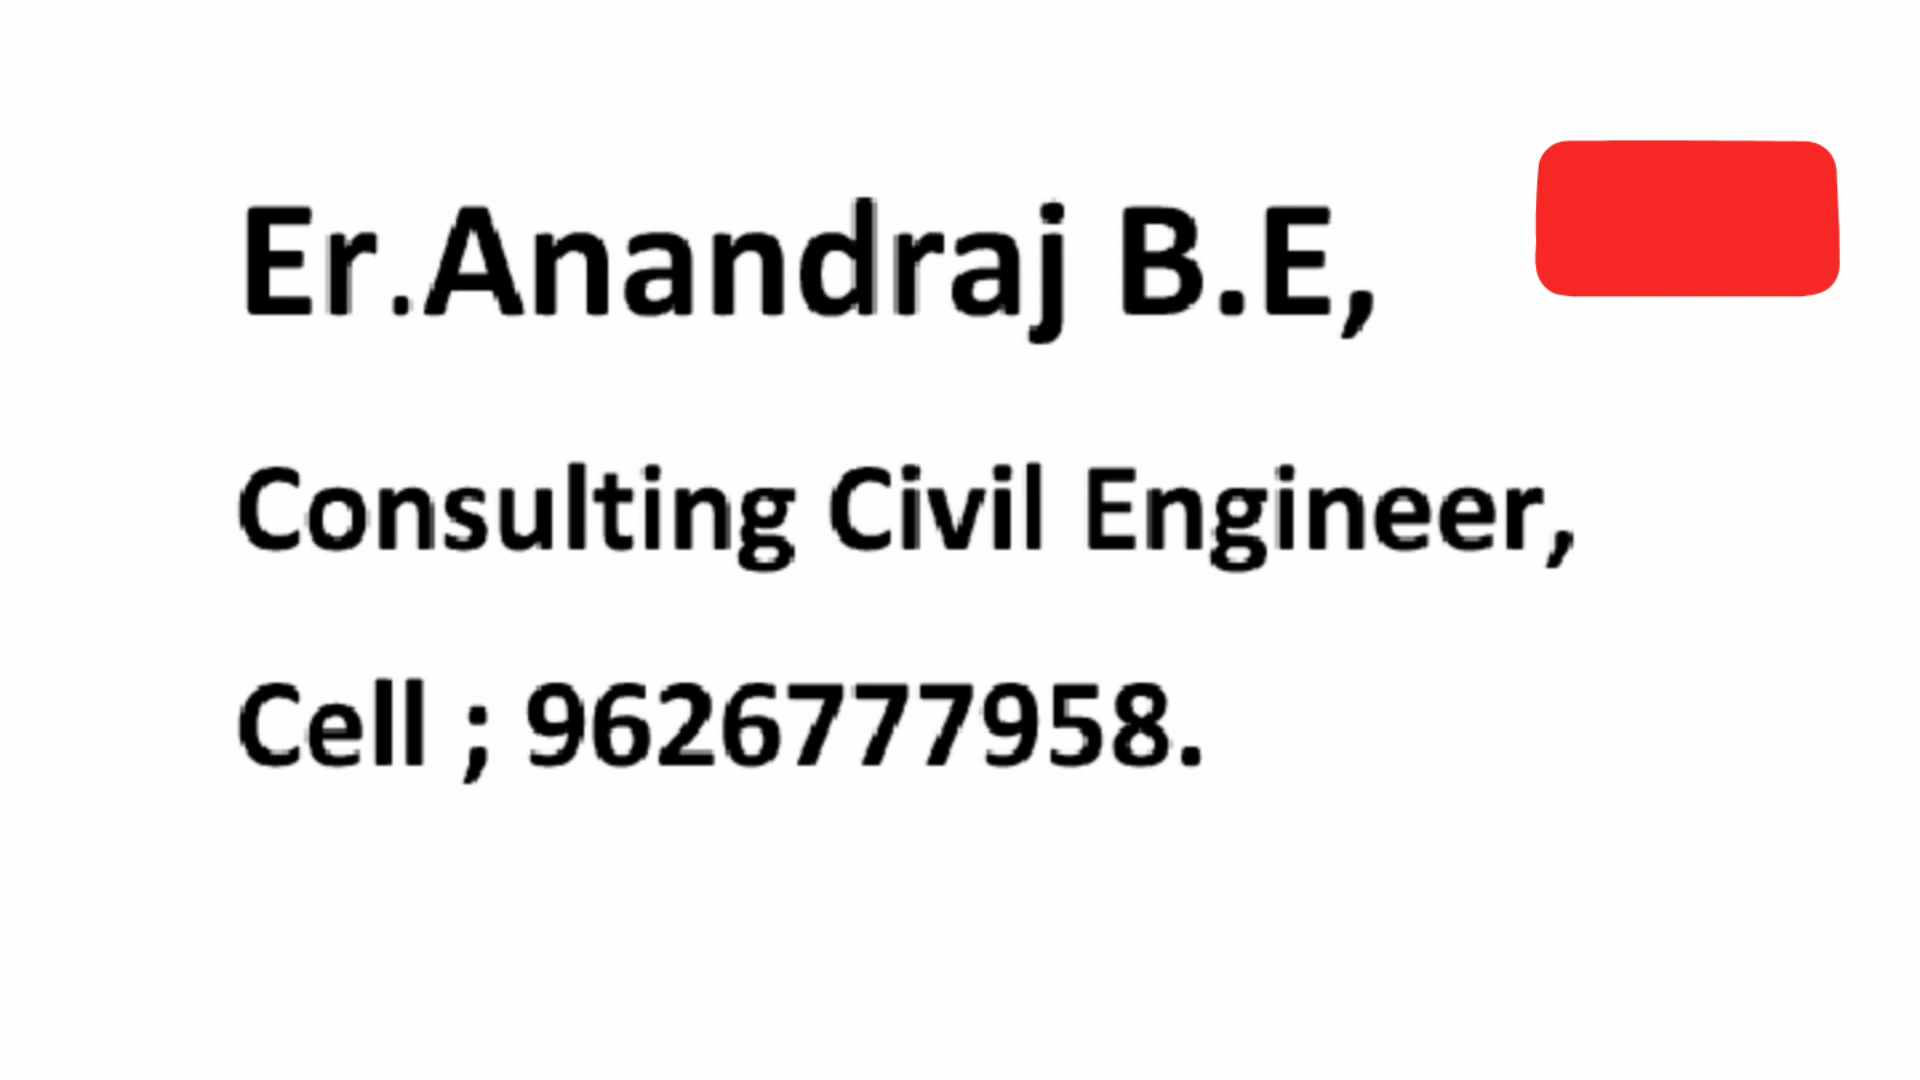 Er.Anandraj B.E,
Consulting Civil Engineer,
Cell ; 9626777958.